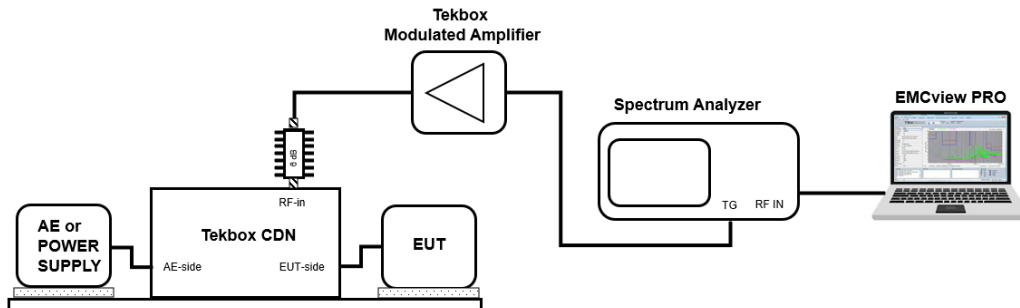 Tekbox
Modulated Amplifier
Spectrum Analyzer
EMCview PRO
6 dB
TG
RF IN
RF-in
AE or
POWER
SUPPLY
Tekbox CDN
AE-side
EUT-side
EUT